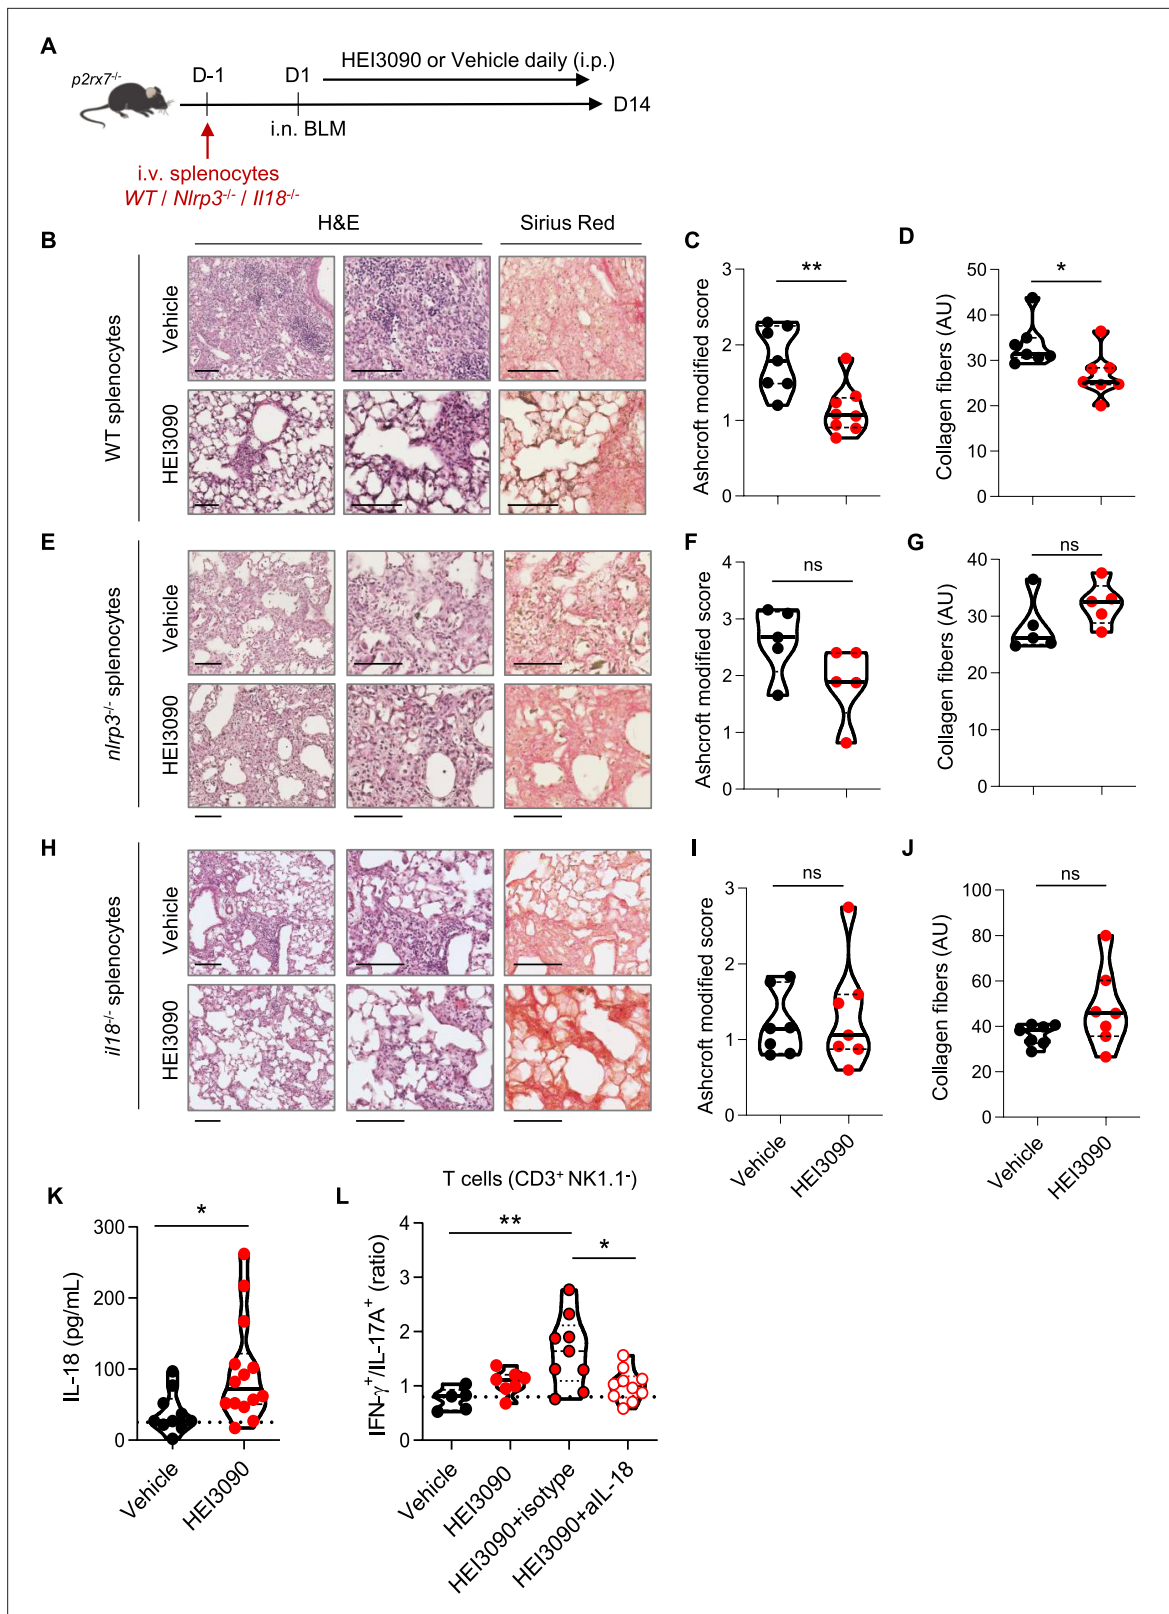 A
p2rx7-/-
D-1
D1
HEI3090 or Vehicle daily (i.p.)
D14
i.n. BLM
i.v. splenocytes
WT / Nlrp3-/- / Il18-/-
B
H&E
Sirius Red
WT splenocytes
Vehicle
HEI3090
C
Ashcroft modified score
3
2
1
0
**
D
Collagen fibers (AU)
50
40
30
20
10
0
*
E
nlrp3-/- splenocytes
Vehicle
HEI3090
F
Ashcroft modified score
4
3
2
1
0
ns
G
Collagen fibers (AU)
40
30
20
10
0
ns
H
il18-/- splenocytes
Vehicle
HEI3090
I
Ashcroft modified score
3
2
1
0
ns
Vehicle
HEI3090
J
Collagen fibers (AU)
100
80
60
40
20
0
ns
Vehicle
HEI3090
K
IL-18 (pg/mL)
300
200
100
0
*
Vehicle
HEI3090
L
T cells (CD3+ NK1.1-)
IFN-γ+/IL-17A+ (ratio)
4
3
2
1
0
**
*
Vehicle
HEI3090
HEI3090+isotype
HEI3090+aIL-18